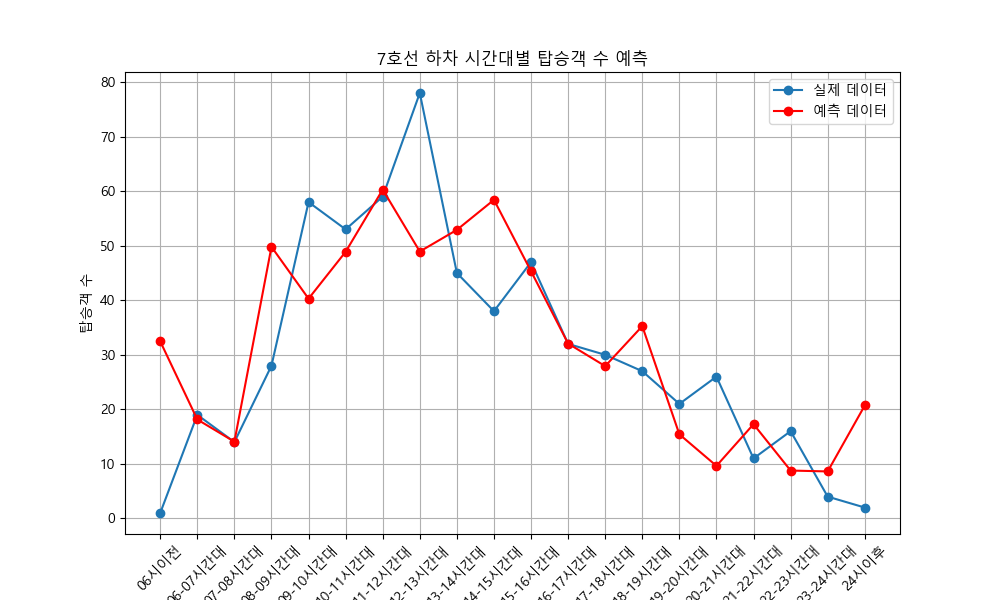 7호선 하차 시간대별 탑승객 수 예측
실제 데이터
예측 데이터
탑승객 수
80
70
60
50
40
30
20
10
0
06시이전
06-07시간대
07-08시간대
08-09시간대
09-10시간대
10-11시간대
11-12시간대
12-13시간대
13-14시간대
14-15시간대
15-16시간대
16-17시간대
17-18시간대
18-19시간대
19-20시간대
20-21시간대
21-22시간대
22-23시간대
23-24시간대
24시이후